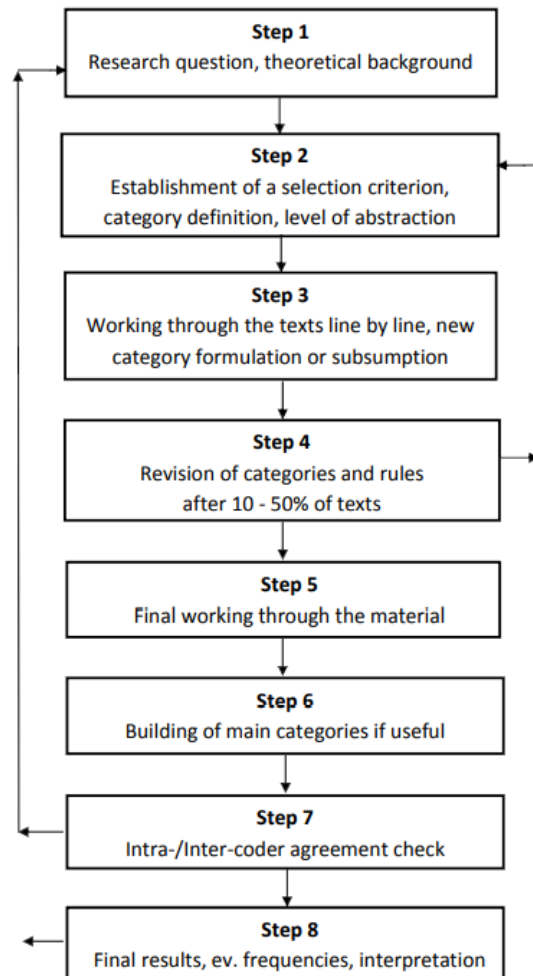 Step 1
Research question, theoretical background
Step 2
Establishment of a selection criterion,
category definition, level of abstraction
Step 3
Working through the texts line by line, new
category formulation or subsumption
Step 4
Revision of categories and rules
after 10 - 50% of texts
Step 5
Final working through the material
Step 6
Building of main categories if useful
Step 7
Intra-/Inter-coder agreement check
Step 8
Final results, ev. frequencies, interpretation